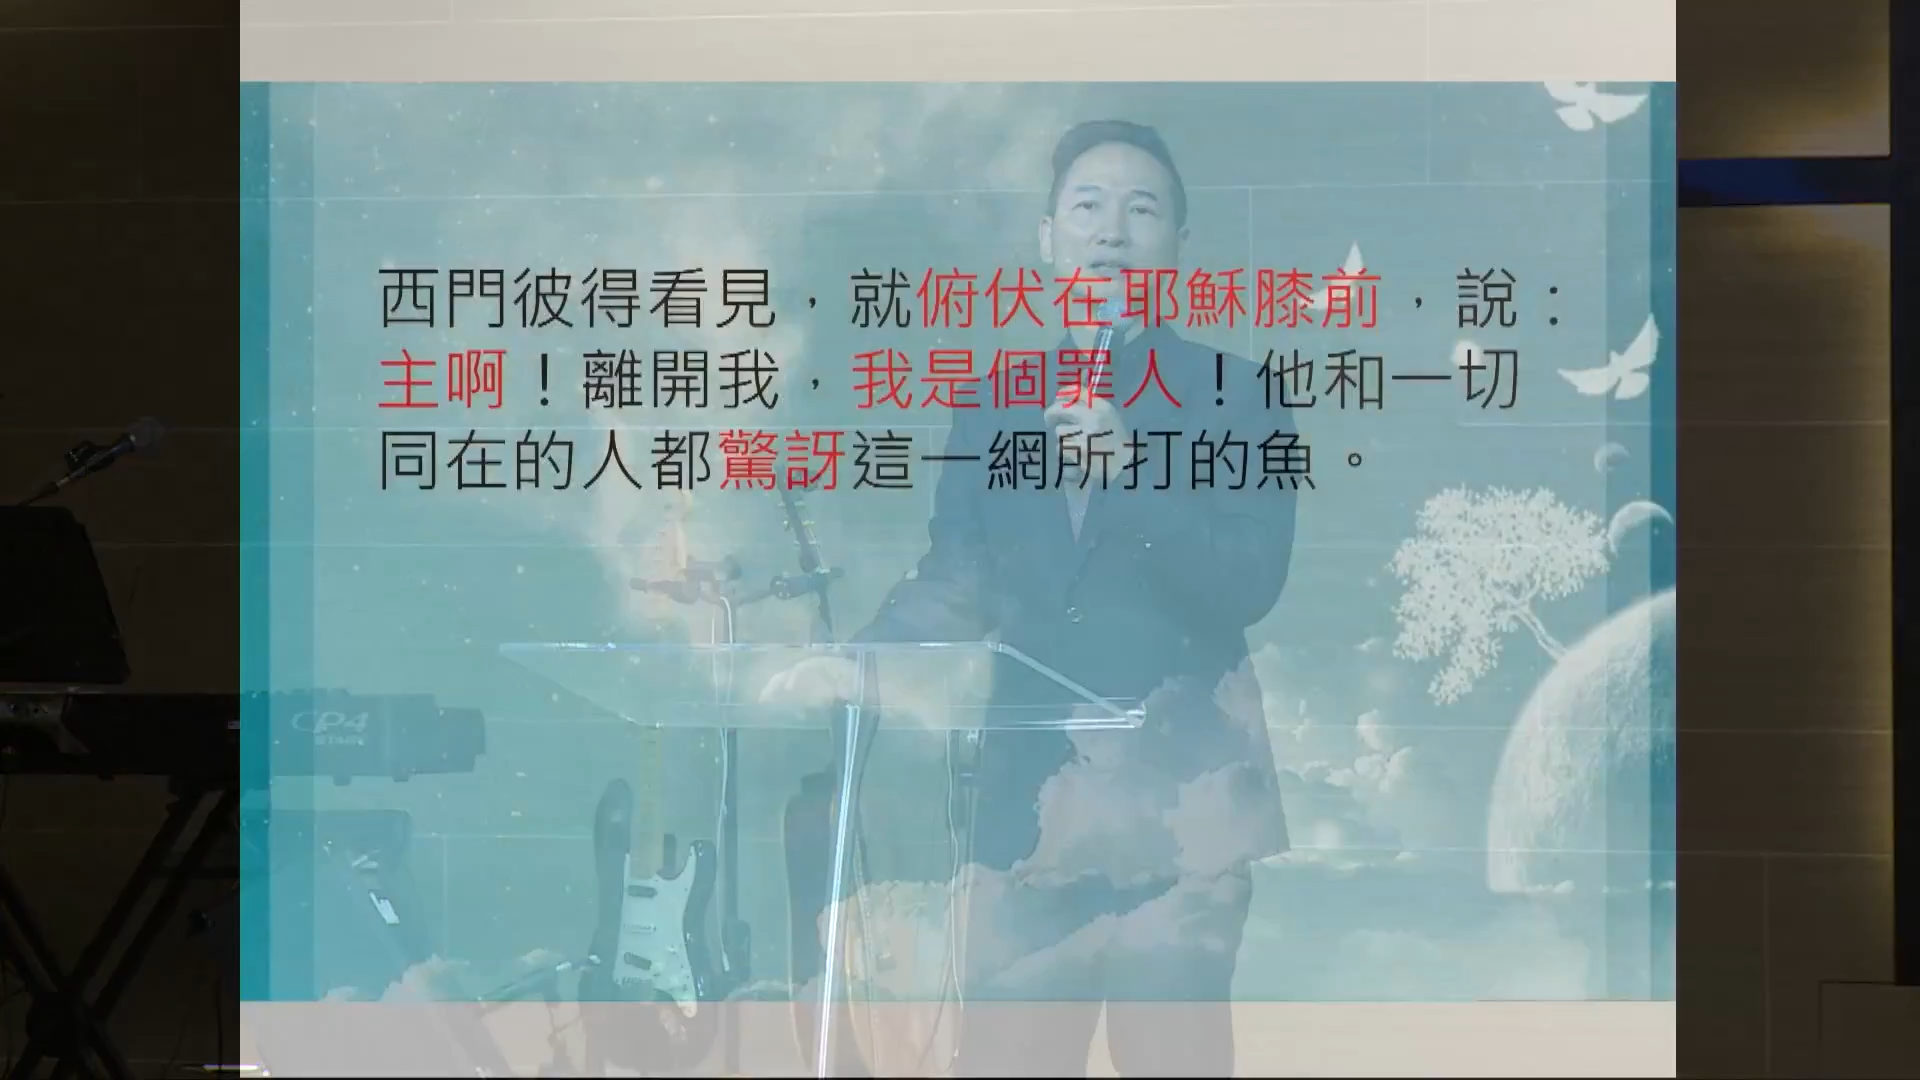 西門彼得看見，就俯伏在耶穌膝前，說：
主啊！離開我，我是個罪人！他和一切
同在的人都驚訝這一網所打的魚。
CP4
STAGE